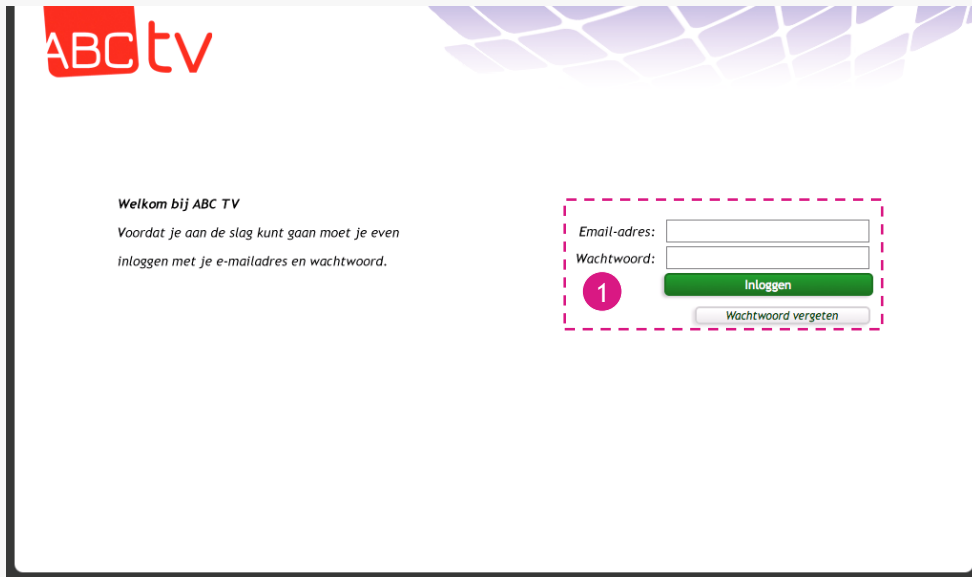 ABC tv
Welkom bij ABC TV
Voordat je aan de slag kunt gaan moet je even
inloggen met je e-mailadres en wachtwoord.
Email-adres:
Wachtwoord:
1
Inloggen
Wachtwoord vergeten